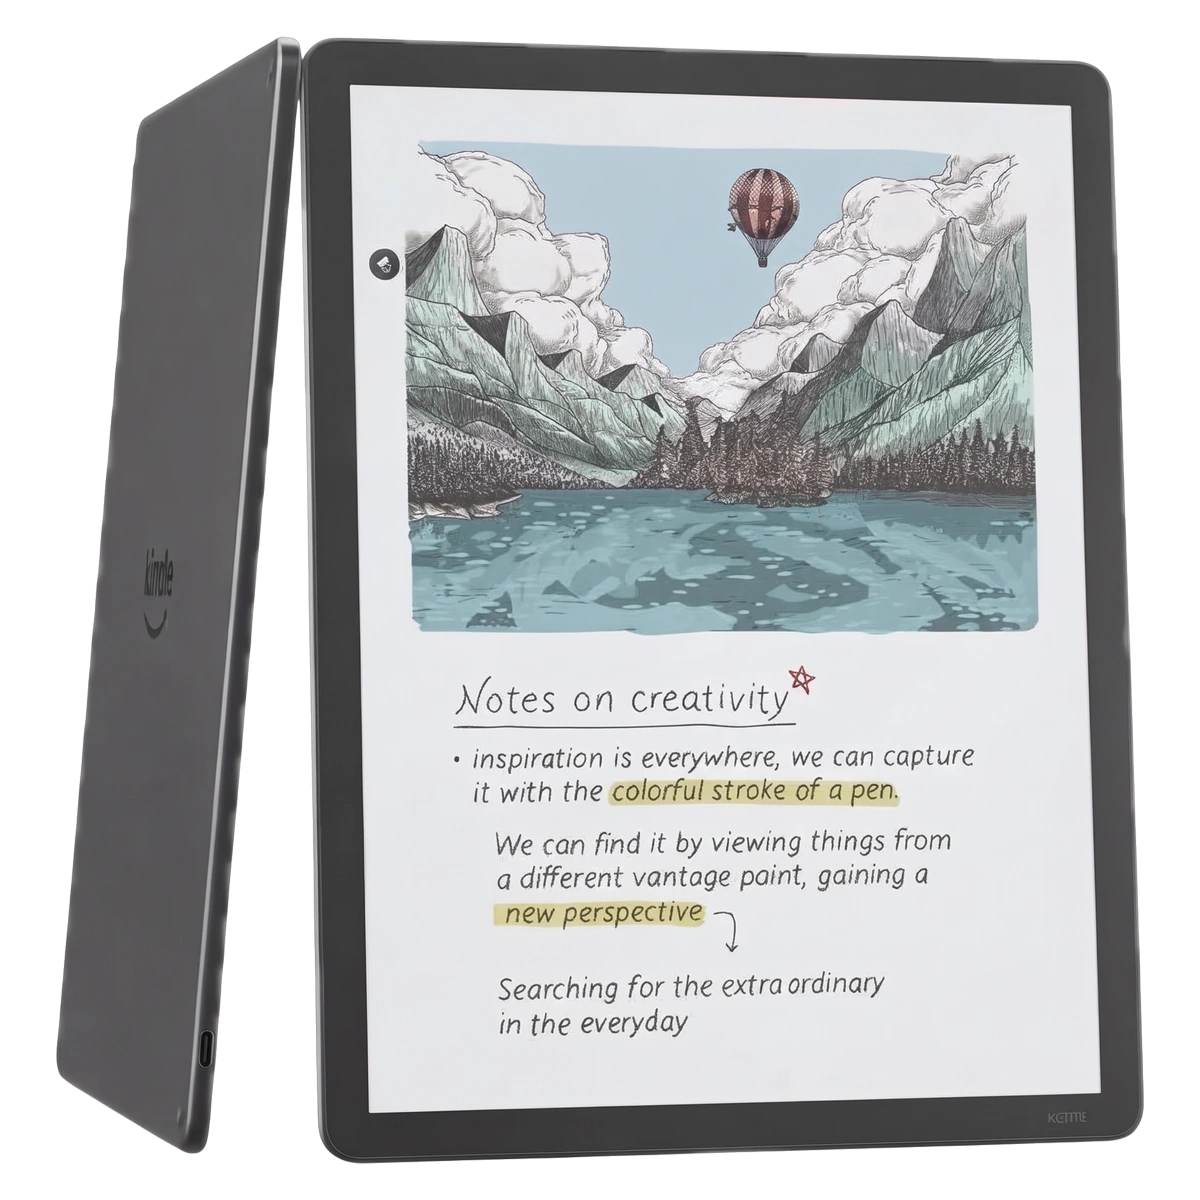 kindle
Notes on creativity
• inspiration is everywhere, we can capture
it with the colorful stroke of a pen.
We can find it by viewing things from
a different vantage paint, gaining a
new perspective
Searching for the extra ordinary
in the everyday